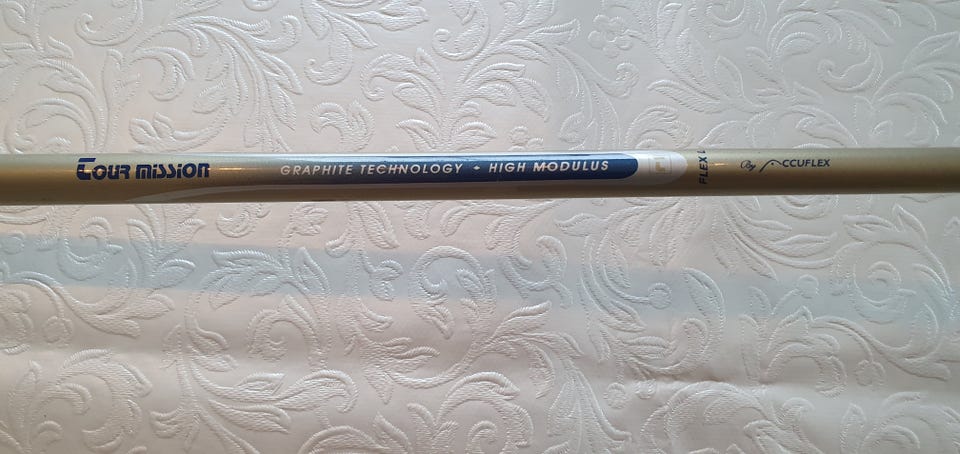 Tour mission
GRAPHITE TECHNOLOGY • HIGH MODULUS
FLEX
By ACCUFLEX